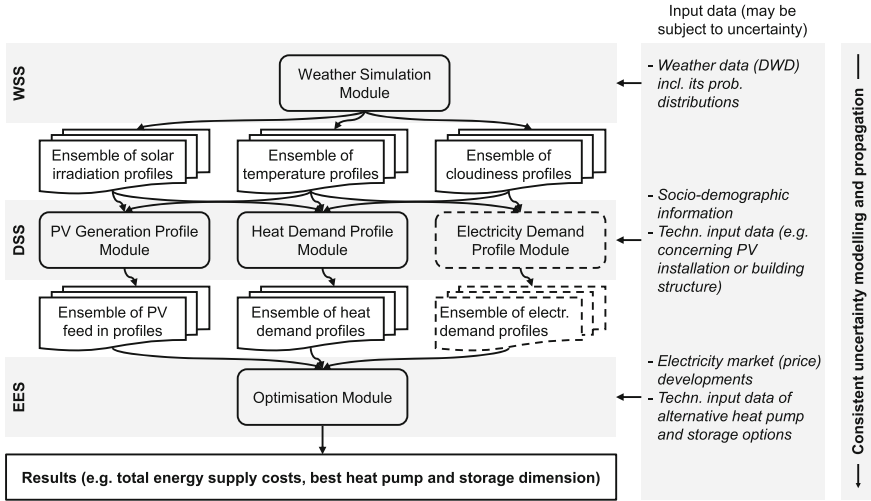 Input data (may be
subject to uncertainty)
WSS
Weather Simulation
Module
- Weather data (DWD)
incl. its prob.
distributions
Ensemble of solar
irradiation profiles
Ensemble of
temperature profiles
Ensemble of
cloudiness profiles
DSS
PV Generation Profile
Module
Heat Demand Profile
Module
Electricity Demand
Profile Module
- Socio-demographic
information
- Techn. input data (e.g.
concerning PV
installation or building
structure)
Ensemble of PV
feed in profiles
Ensemble of heat
demand profiles
Ensemble of electr.
demand profiles
EES
Optimisation Module
- Electricity market (price)
developments
- Techn. input data of
alternative heat pump
and storage options
Results (e.g. total energy supply costs, best heat pump and storage dimension)
Consistent uncertainty modelling and propagation